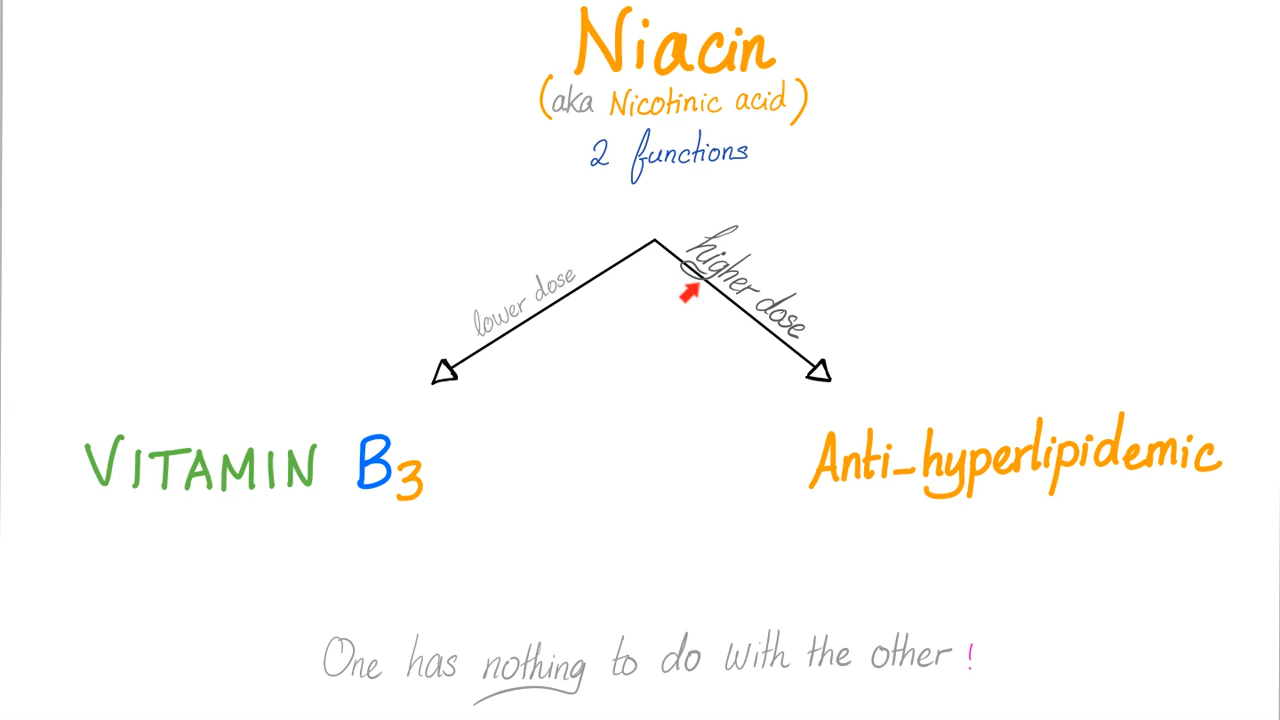 Niacin
(aka Nicotinic acid)
2 functions
lower dose
higher dose
VITAMIN B3
Anti-hyperlipidemic
One has nothing to do with the other!